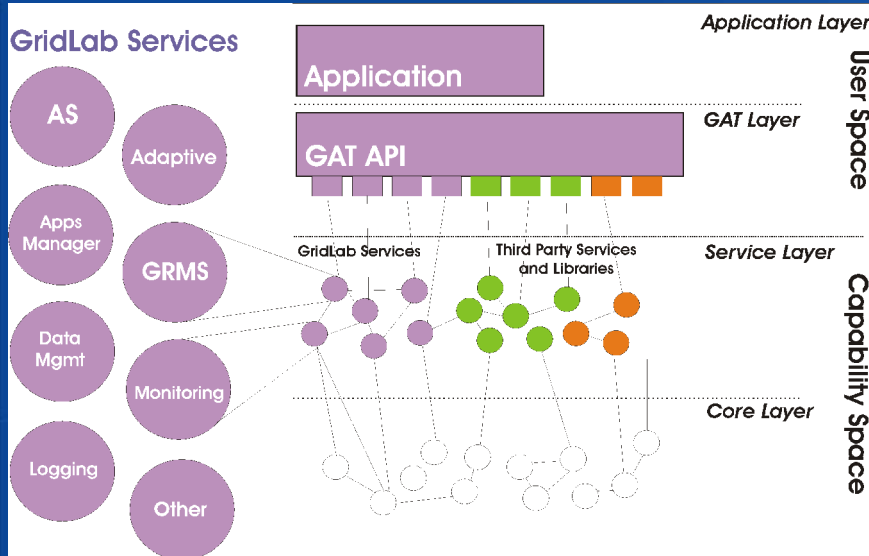 GridLab Services
AS
Adaptive
Apps
Manager
GRMS
Data
Mgmt
Monitoring
Logging
Other
Application Layer
Application
GAT Layer
GAT API
User Space
Service Layer
GridLab Services
Third Party Services
and Libraries
Core Layer
Capability Space